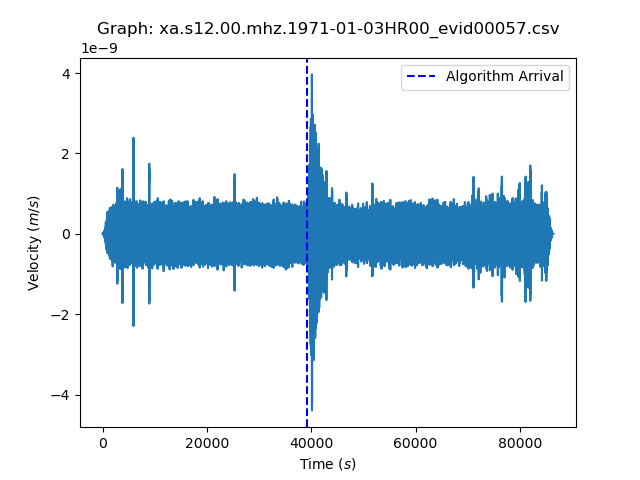 Graph: xa.s12.00.mhz.1971-01-03HR00_evid00057.csv
1e−9
Algorithm Arrival
4
2
0
−2
−4
Velocity (m/s)
0 20000 40000 60000 80000
Time (s)